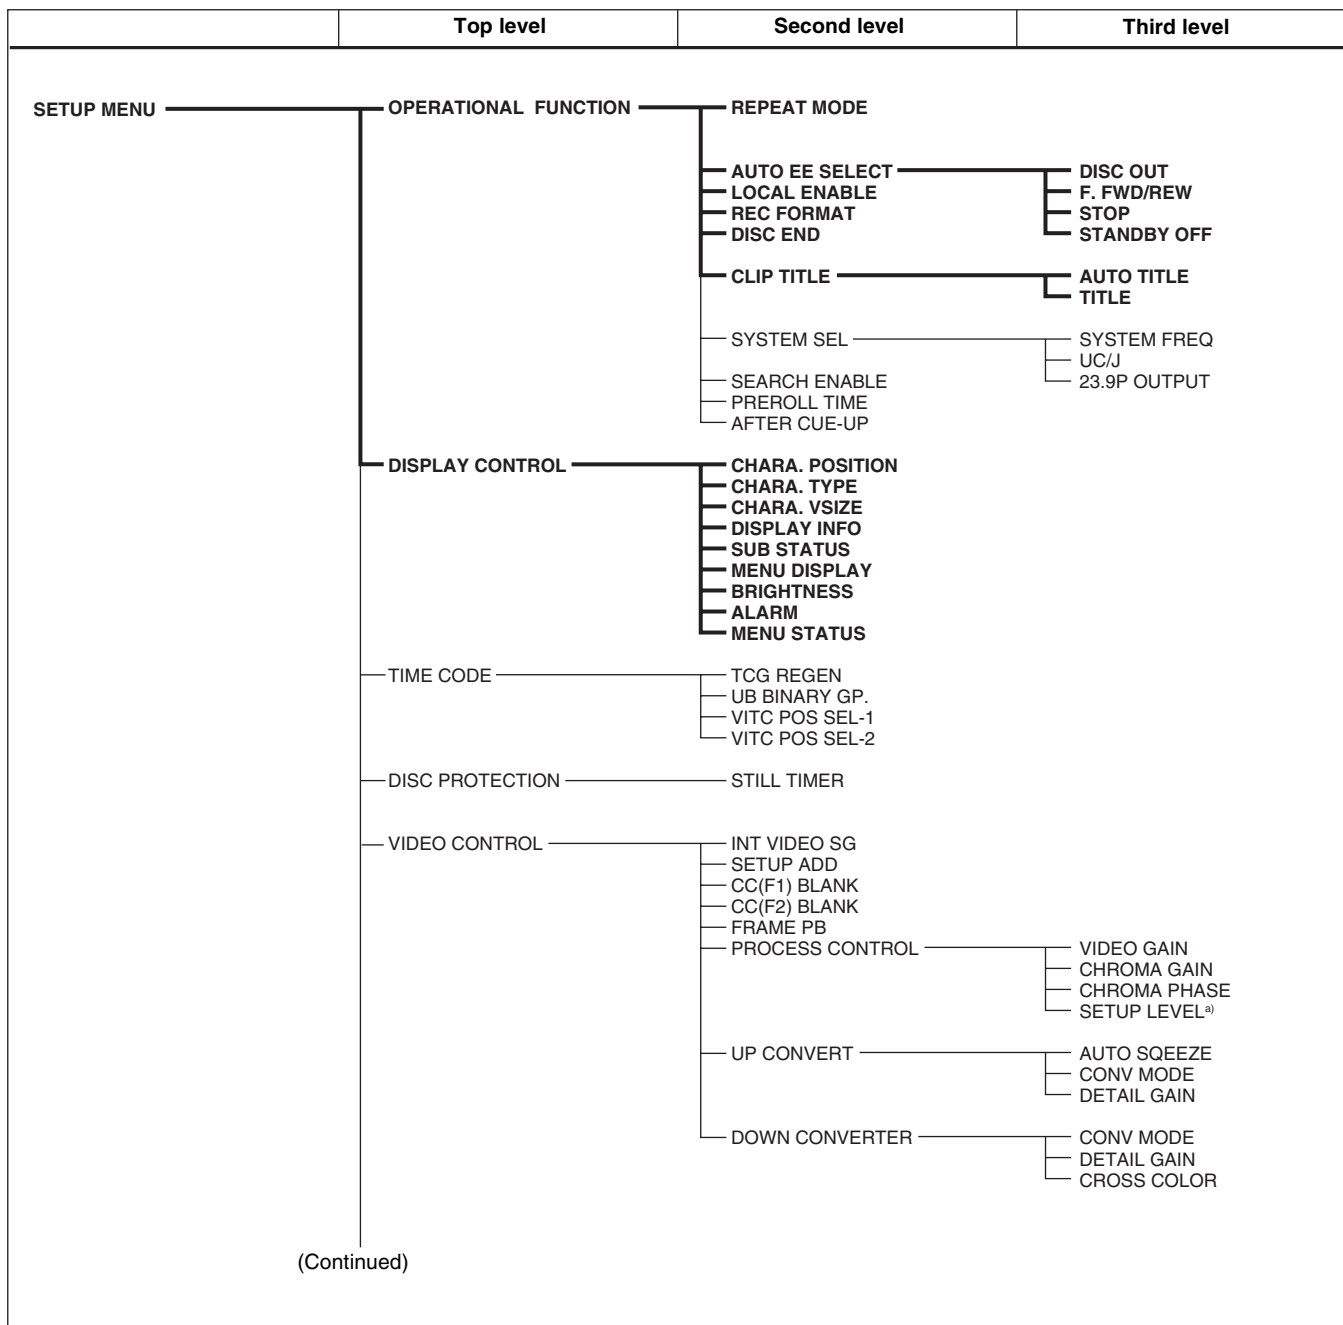 Top level Second level Third level
SETUP MENU OPERATIONAL FUNCTION REPEAT MODE
AUTO EE SELECT DISC OUT
LOCAL ENABLE F. FWD/REW
REC FORMAT STOP
DISC END STANDBY OFF
CLIP TITLE AUTO TITLE
TITLE
SYSTEM SEL SYSTEM FREQ
UC/J
SEARCH ENABLE 23.9P OUTPUT
PREROLL TIME
AFTER CUE-UP
DISPLAY CONTROL CHARA. POSITION
CHARA. TYPE
CHARA. VSIZE
DISPLAY INFO
SUB STATUS
MENU DISPLAY
BRIGHTNESS
ALARM
MENU STATUS
TIME CODE TCG REGEN
UB BINARY GP.
VITC POS SEL-1
VITC POS SEL-2
DISC PROTECTION STILL TIMER
VIDEO CONTROL INT VIDEO SG
SETUP ADD
CC(F1) BLANK
CC(F2) BLANK
FRAME PB
PROCESS CONTROL VIDEO GAIN
CHROMA GAIN
CHROMA PHASE
SETUP LEVEL a)
UP CONVERT AUTO SQEEZE
CONV MODE
DETAIL GAIN
DOWN CONVERTER CONV MODE
DETAIL GAIN
CROSS COLOR
(Continued)